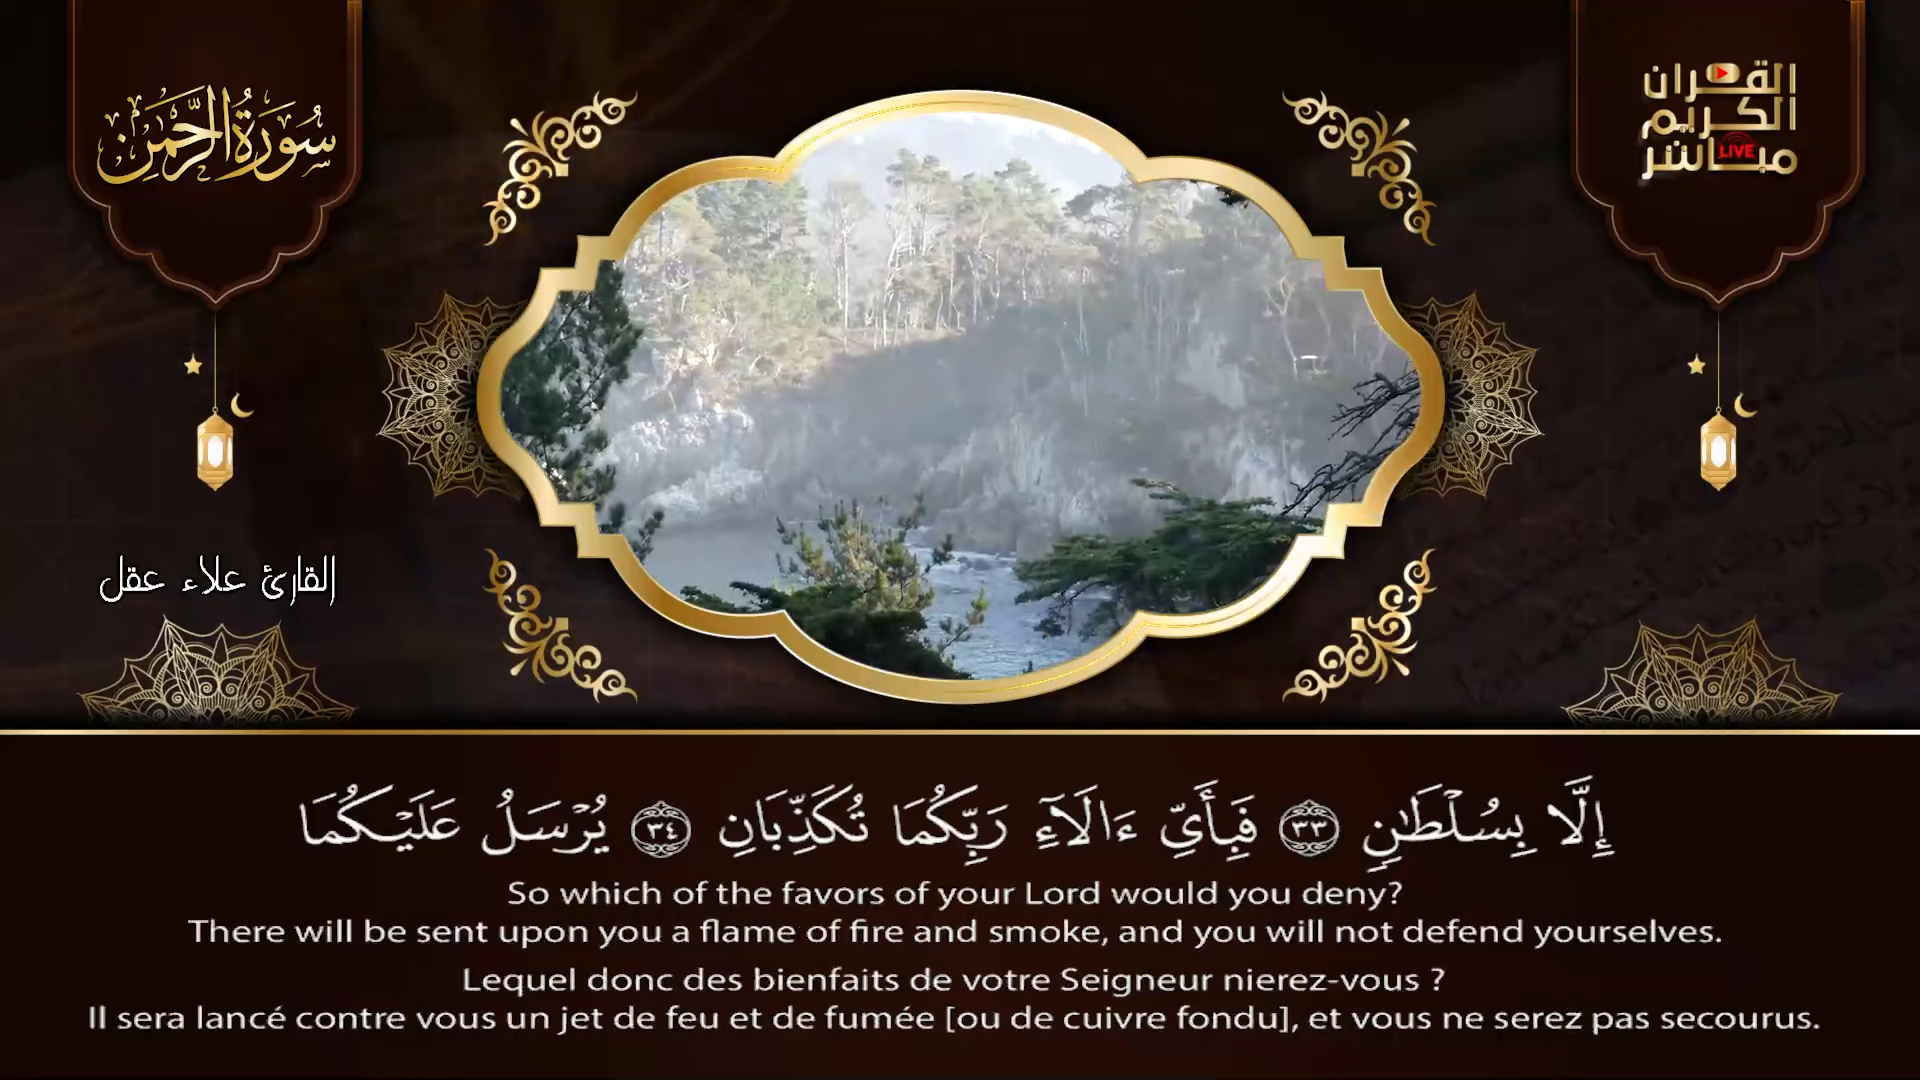 سُورَةُ الرَّحْمَٰنِ
القرآن
الكريم
مباشر
LIVE
القارئ علاء عقل
إِلَّا بِسُلْطَٰنٍ ٣٣ فَبِأَيِّ ءَالَآءِ رَبِّكُمَا تُكَذِّبَانِ ٣٤ يُرْسَلُ عَلَيْكُمَا
So which of the favors of your Lord would you deny?
There will be sent upon you a flame of fire and smoke, and you will not defend yourselves.
Lequel donc des bienfaits de votre Seigneur nierez-vous ?
Il sera lancé contre vous un jet de feu et de fumée [ou de cuivre fondu], et vous ne serez pas secourus.